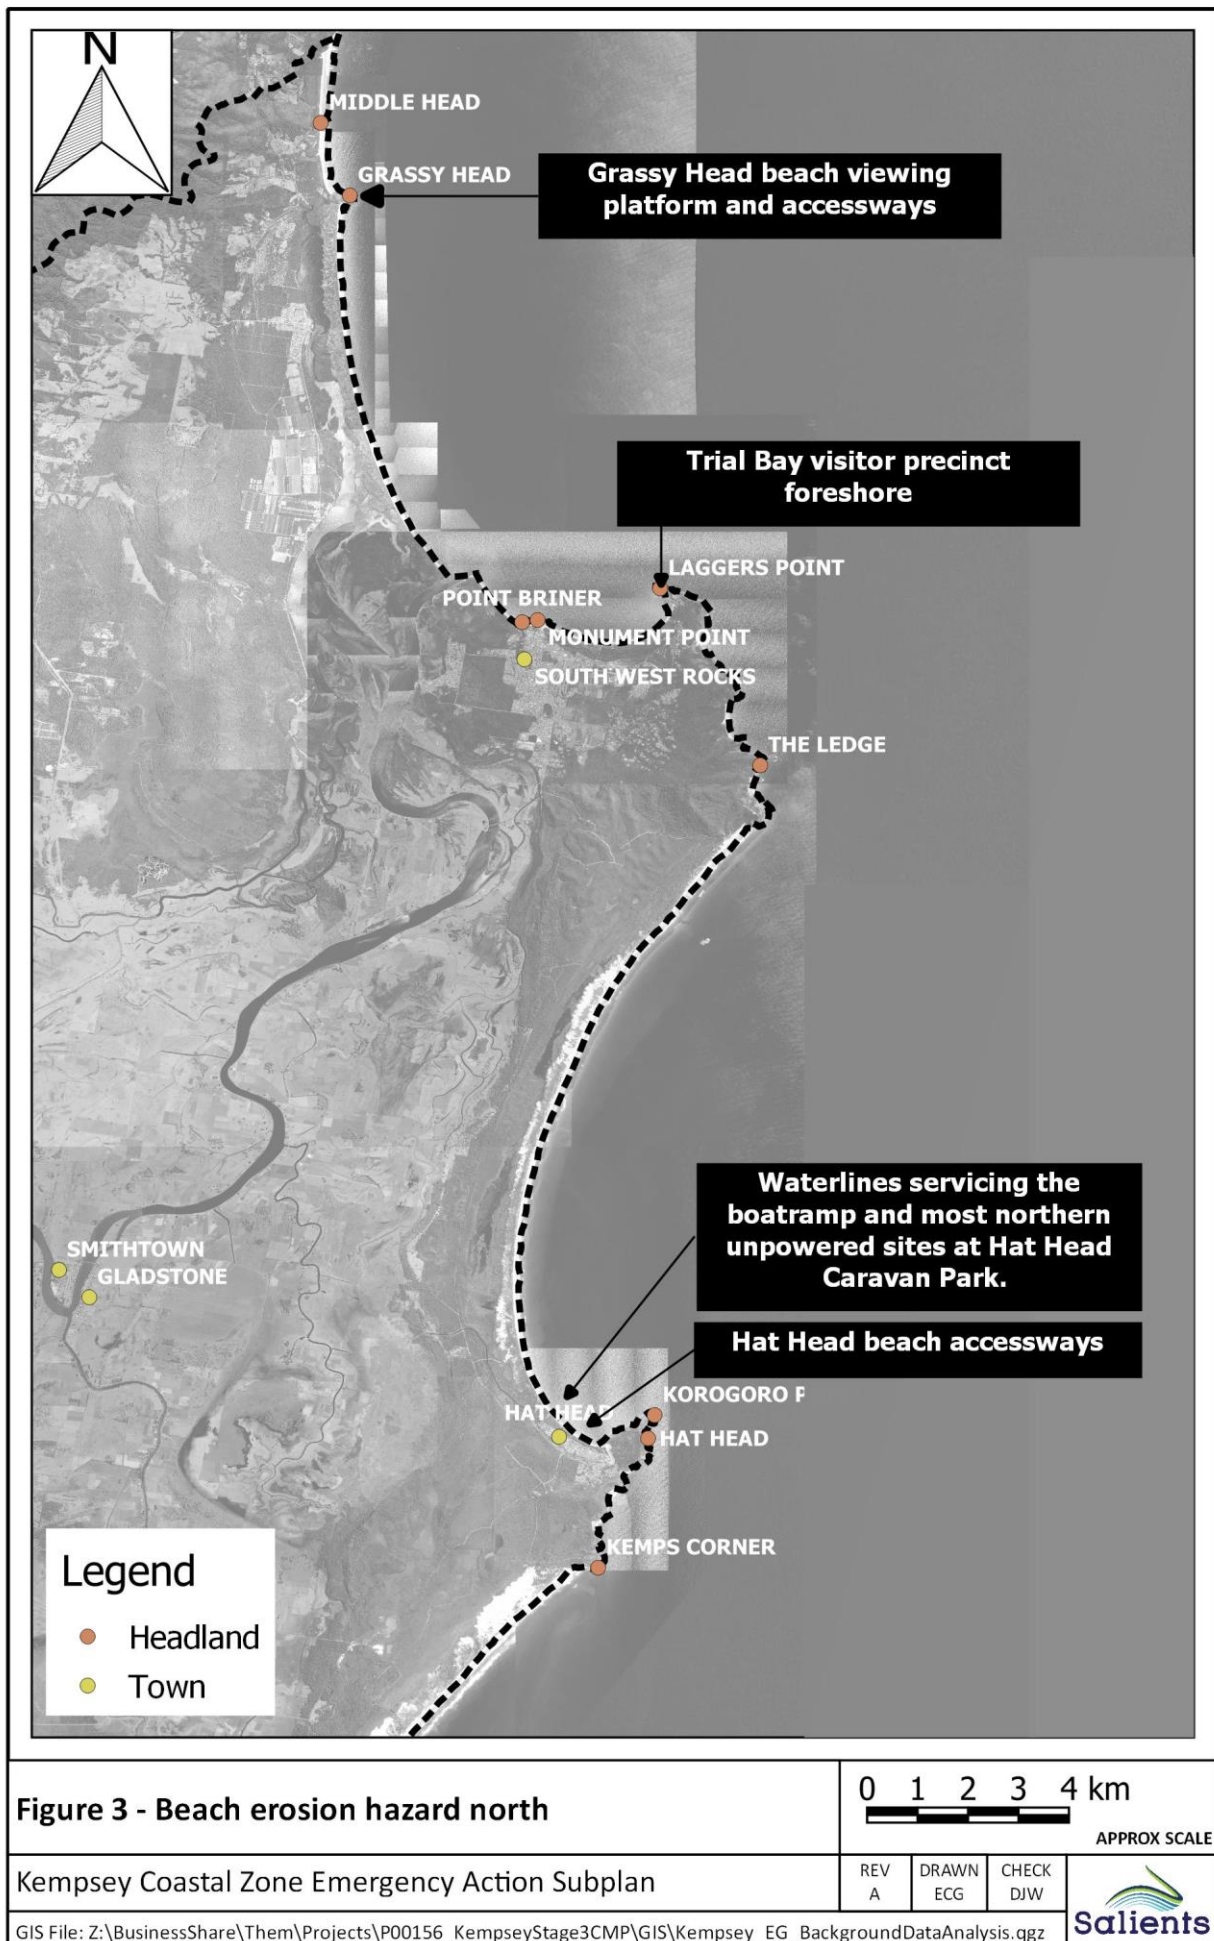 N
MIDDLE HEAD
GRASSY HEAD
Grassy Head beach viewing
platform and accessways
Trial Bay visitor precinct
foreshore
LAGGERS POINT
POINT BRINER
MONUMENT POINT
SOUTH WEST ROCKS
THE LEDGE
Waterlines servicing the
boatramp and most northern
unpowered sites at Hat Head
Caravan Park.
SMITHTOWN
GLADSTONE
Hat Head beach accessways
KOROGORO P
HAT HEAD
HAT HEAD
KEMPS CORNER
Legend
Headland
Town
Figure 3 - Beach erosion hazard north
0 1 2 3 4 km
APPROX SCALE
Kempsey Coastal Zone Emergency Action Subplan
REV
A
DRAWN
ECG
CHECK
DJW
Salients
GIS File: Z:\BusinessShare\Them\Projects\P00156_KempseyStage3CMP\GIS\Kempsey_EG_BackgroundDataAnalysis.qgz